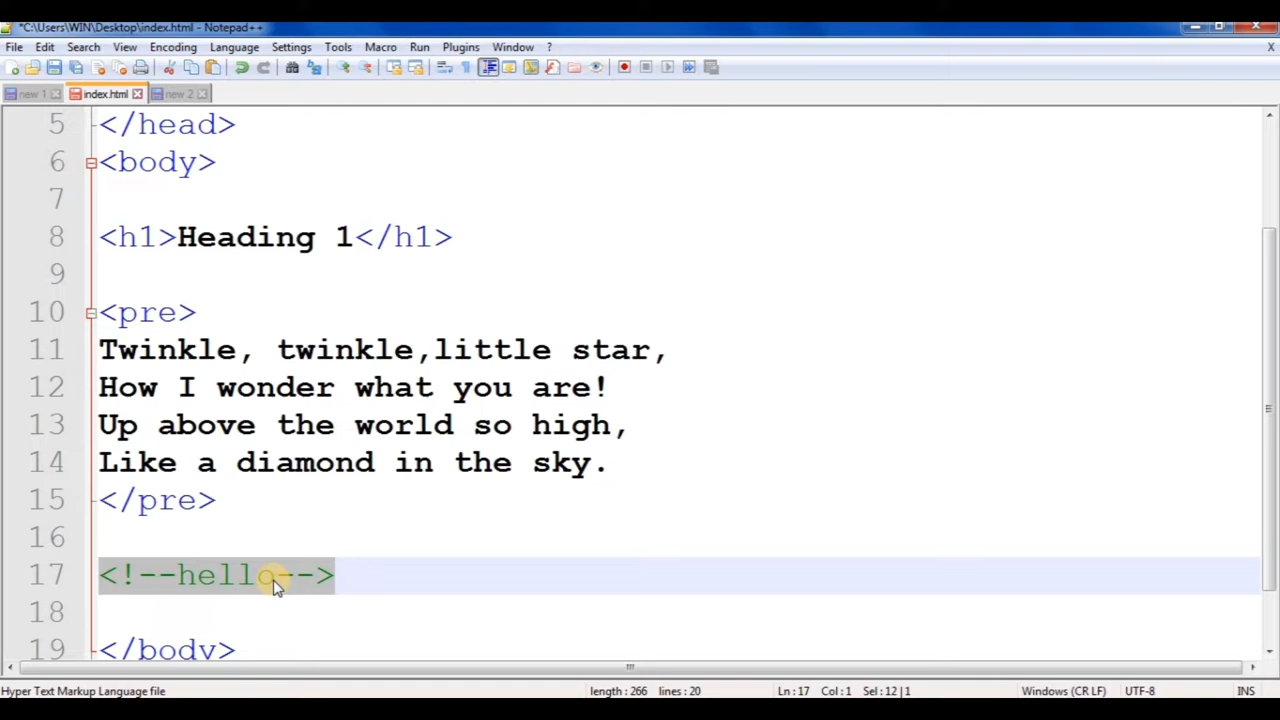 *C:\Users\WIN\Desktop\index.html - Notepad++
File Edit Search View Encoding Language Settings Tools Macro Run Plugins Window ? X
new 1 index.html new 2
5 </head>
6 <body>
7
8 <h1>Heading 1</h1>
9
10 <pre>
11 Twinkle, twinkle,little star,
12 How I wonder what you are!
13 Up above the world so high,
14 Like a diamond in the sky.
15 </pre>
16
17 <!--hello-->
18
19 </body>
Hyper Text Markup Language file length : 266 lines : 20 Ln : 17 Col : 1 Sel : 12 | 1 Windows (CR LF) UTF-8 INS